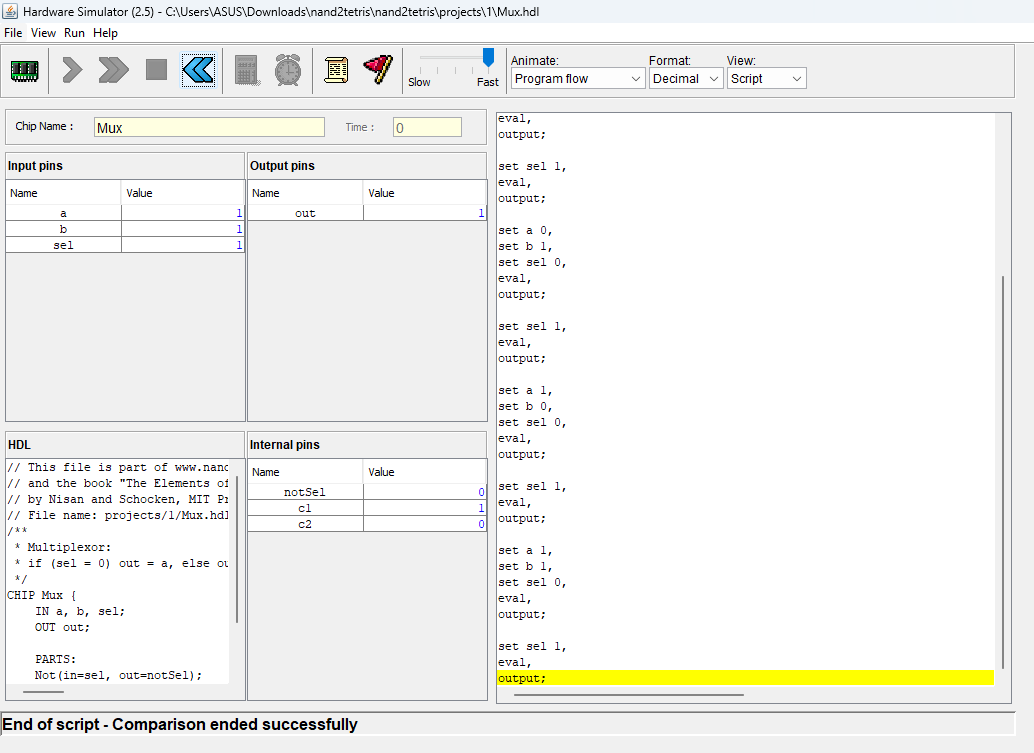 Hardware Simulator (2.5) - C:\Users\ASUS\Downloads\nand2tetris\nand2tetris\projects\1\Mux.hdl
File View Run Help
Slow Fast
Animate: Format: View:
Program flow Decimal Script
Chip Name : Mux Time : 0
Input pins
Name Value
a 1
b 1
sel 1
Output pins
Name Value
out 1
HDL
// This file is part of www.nand
// and the book "The Elements of
// by Nisan and Schocken, MIT Pr
// File name: projects/1/Mux.hdl
/**
* Multiplexor:
* if (sel = 0) out = a, else ou
*/
CHIP Mux {
IN a, b, sel;
OUT out;
PARTS:
Not(in=sel, out=notSel);
Internal pins
Name Value
notSel 0
c1 1
c2 0
eval,
output;
set sel 1,
eval,
output;
set a 0,
set b 1,
set sel 0,
eval,
output;
set sel 1,
eval,
output;
set a 1,
set b 0,
set sel 0,
eval,
output;
set sel 1,
eval,
output;
set a 1,
set b 1,
set sel 0,
eval,
output;
set sel 1,
eval,
output;
End of script - Comparison ended successfully